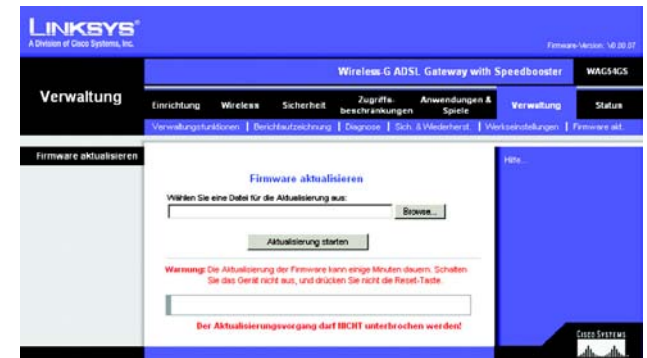 LINKSYS®
A Division of Cisco Systems, Inc.
Firmware-Version: V0.00.07
Wireless-G ADSL Gateway with Speedbooster
WAG54GS
Verwaltung
Einrichtung
Wireless
Sicherheit
Zugriffs-
beschränkungen
Anwendungen &
Spiele
Verwaltung
Status
Verwaltungsfunktionen | Berichtaufzeichnung | Diagnose | Sich. & Wiederherst. | Werkseinstellungen | Firmware akt.
Firmware aktualisieren
Hilfe...
Firmware aktualisieren
Wählen Sie eine Datei für die Aktualisierung aus:
Browse...
Aktualisierung starten
Warnung: Die Aktualisierung der Firmware kann einige Minuten dauern. Schalten
Sie das Gerät nicht aus, und drücken Sie nicht die Reset-Taste.
Der Aktualisierungsvorgang darf NICHT unterbrochen werden!
CISCO SYSTEMS